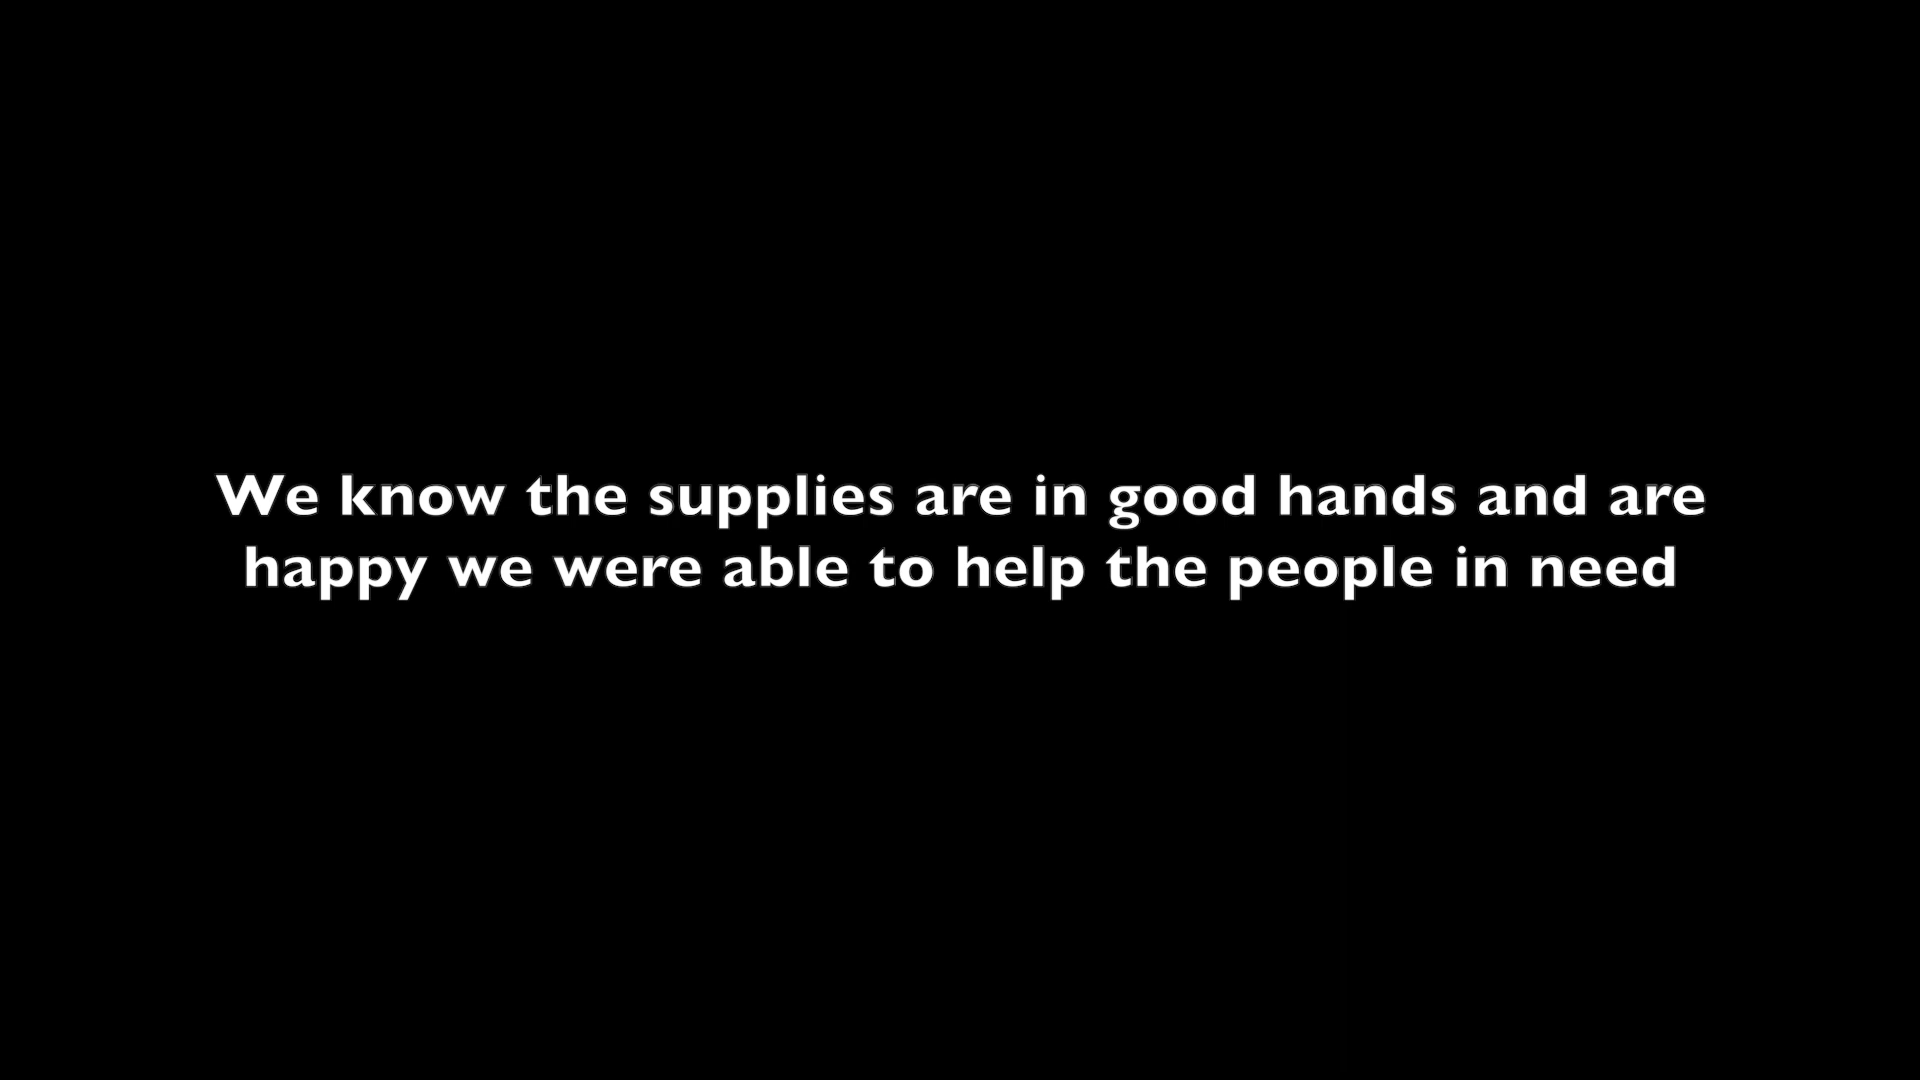 We know the supplies are in good hands and are
happy we were able to help the people in need